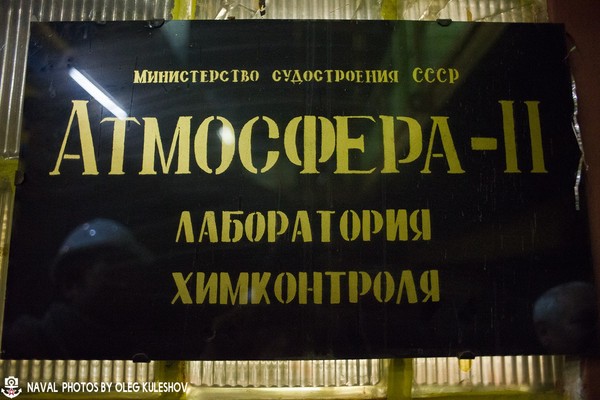 МИНИСТЕРСТВО СУДОСТРОЕНИЯ СССР
АТМОСФЕРА-II
ЛАБОРАТОРИЯ
ХИМКОНТРОЛЯ
NAVAL PHOTOS BY OLEG KULESHOV